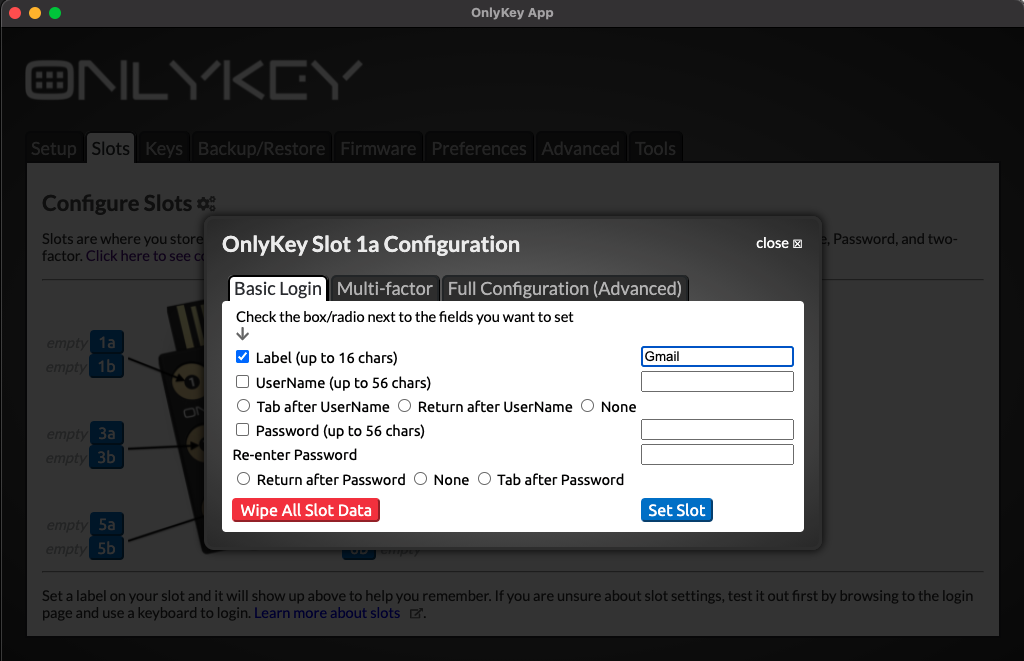 OnlyKey App
ONLYKEY
Setup Slots Keys Backup/Restore Firmware Preferences Advanced Tools
Configure Slots
Slots are where you store
e, Password, and two-
factor. Click here to see co
OnlyKey Slot 1a Configuration
close
Basic Login Multi-factor Full Configuration (Advanced)
Check the box/radio next to the fields you want to set
Label (up to 16 chars) Gmail
UserName (up to 56 chars)
Tab after UserName Return after UserName None
Password (up to 56 chars)
Re-enter Password
Return after Password None Tab after Password
Wipe All Slot Data Set Slot
empty 1a
empty 1b
1
ON
empty 3a
empty 3b
empty 5a
empty 5b
6b empty
Set a label on your slot and it will show up above to help you remember. If you are unsure about slot settings, test it out first by browsing to the login
page and use a keyboard to login. Learn more about slots .